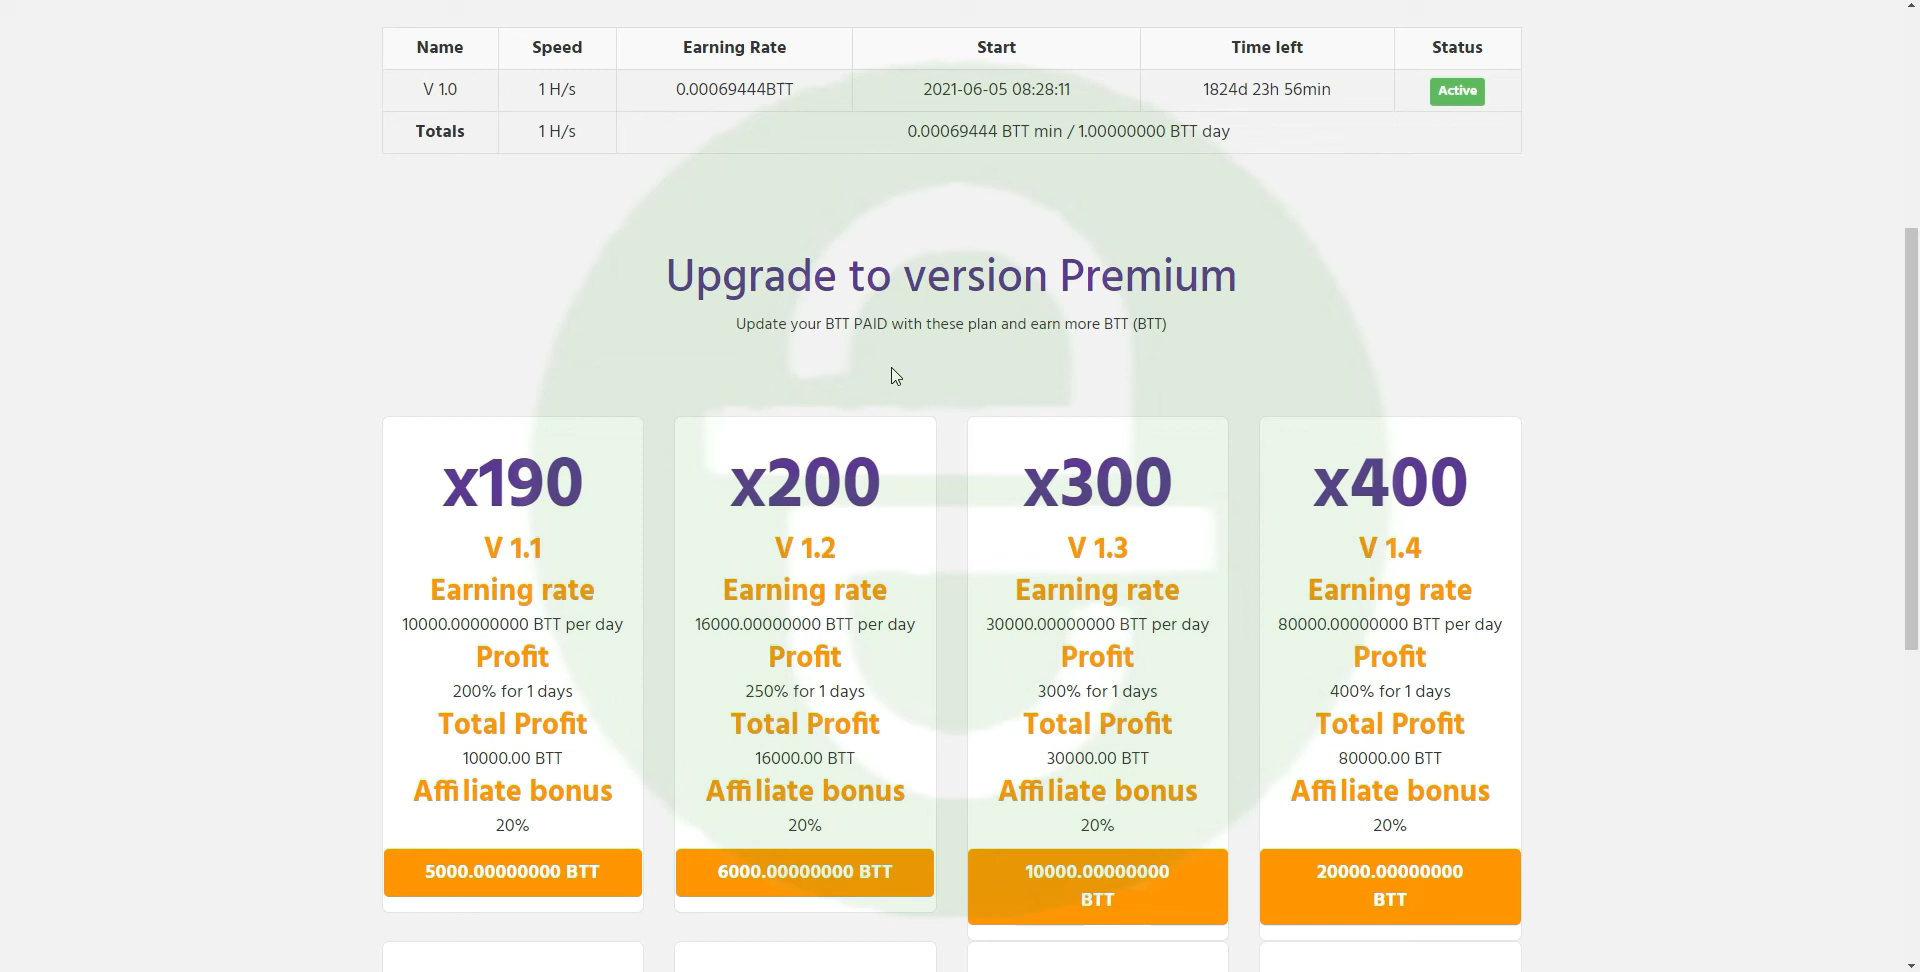 Name Speed Earning Rate Start Time left Status
V 1.0 1 H/s 0.00069444BTT 2021-06-05 08:28:11 1824d 23h 56min Active
Totals 1 H/s 0.00069444 BTT min / 1.00000000 BTT day
Upgrade to version Premium
Update your BTT PAID with these plan and earn more BTT (BTT)
x190
V 1.1
Earning rate
10000.00000000 BTT per day
Profit
200% for 1 days
Total Profit
10000.00 BTT
Affiliate bonus
20%
5000.00000000 BTT
x200
V 1.2
Earning rate
16000.00000000 BTT per day
Profit
250% for 1 days
Total Profit
16000.00 BTT
Affiliate bonus
20%
6000.00000000 BTT
x300
V 1.3
Earning rate
30000.00000000 BTT per day
Profit
300% for 1 days
Total Profit
30000.00 BTT
Affiliate bonus
20%
10000.00000000
BTT
x400
V 1.4
Earning rate
80000.00000000 BTT per day
Profit
400% for 1 days
Total Profit
80000.00 BTT
Affiliate bonus
20%
20000.00000000
BTT